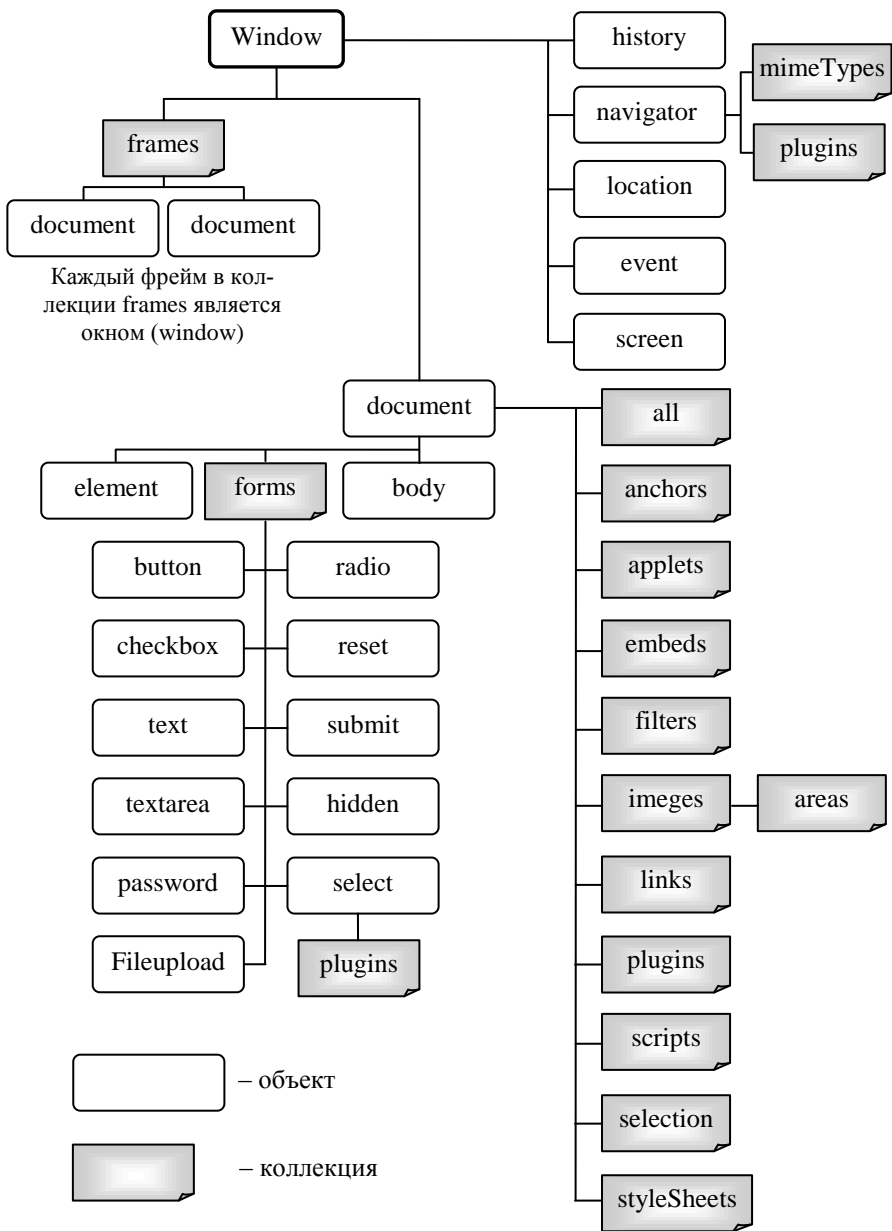 Window
history
mimeTypes
navigator
frames
plugins
location
document
document
Каждый фрейм в кол-
лекции frames является
окном (window)
event
screen
document
all
element
forms
body
anchors
button
radio
applets
checkbox
reset
embeds
text
submit
filters
textarea
hidden
imeges
areas
password
select
links
Fileupload
plugins
plugins
scripts
– объект
selection
– коллекция
styleSheets